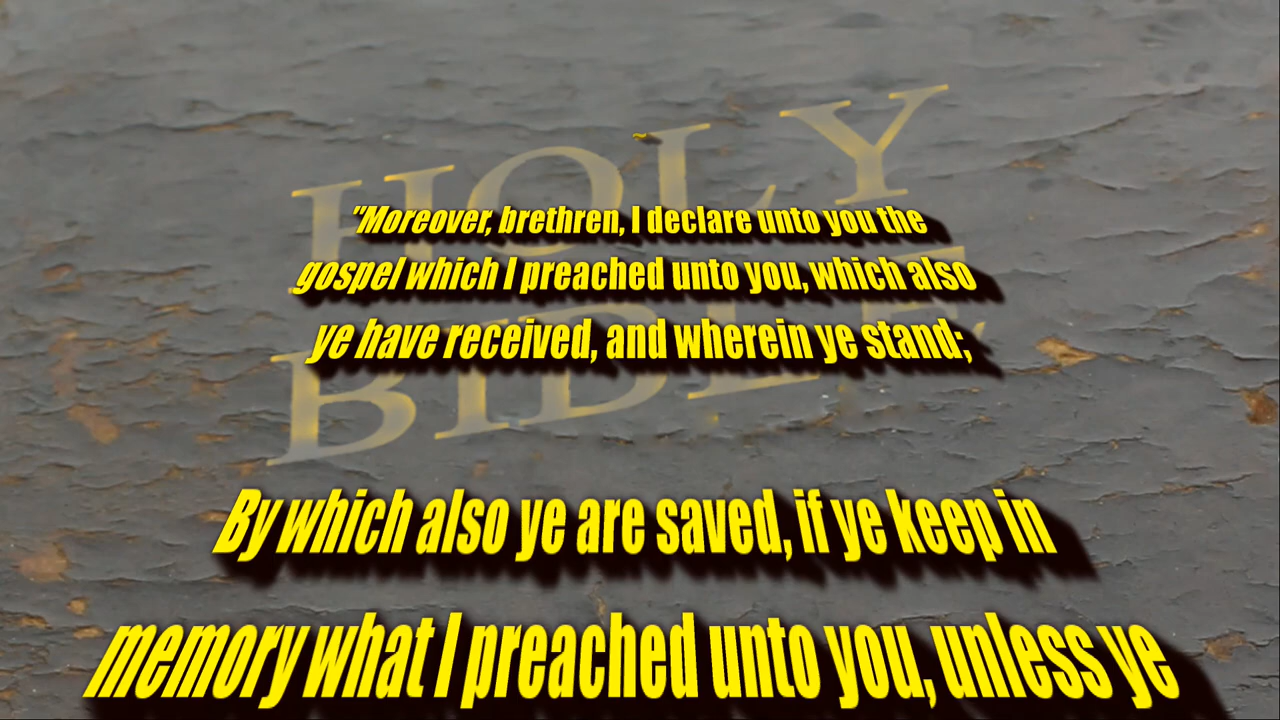 HOLY
"Moreover, brethren, I declare unto you the
gospel which I preached unto you, which also
ye have received, and wherein ye stand;
BIBLE
By which also ye are saved, if ye keep in
memory what I preached unto you, unless ye